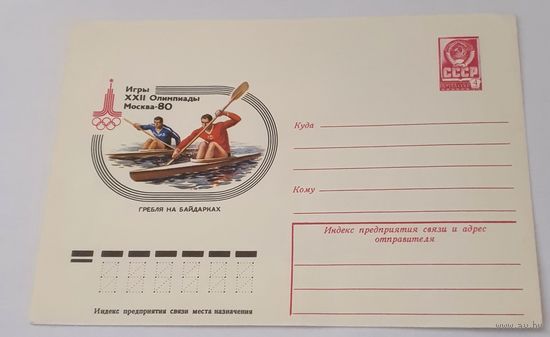 Игры
XXII Олимпиады
Москва-80
ГРЕБЛЯ НА БАЙДАРКАХ
СССР
4
Куда
Кому
Индекс предприятия связи и адрес
отправителя
Индекс предприятия связи места назначения